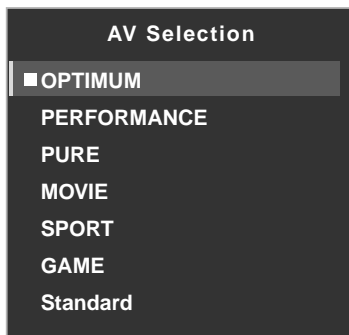 AV Selection
OPTIMUM
PERFORMANCE
PURE
MOVIE
SPORT
GAME
Standard